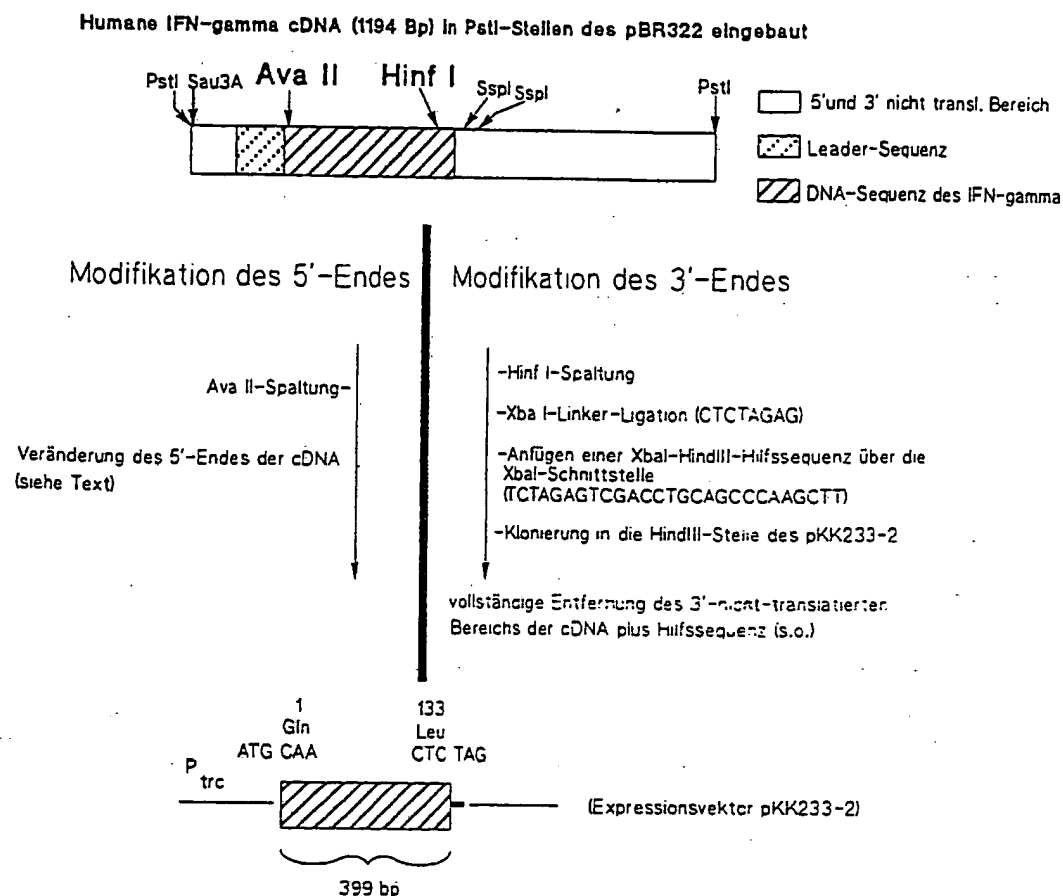 Humane IFN-gamma cDNA (1194 Bp) in PstI-Stellen des pBR322 eingebaut
PstI Sau3A Ava II Hinf I SspI SspI PstI
5'und 3' nicht transl. Bereich
Leader-Sequenz
DNA-Sequenz des IFN-gamma
Modifikation des 5'-Endes
Modifikation des 3'-Endes
Ava II-Spaltung-
Veränderung des 5'-Endes der cDNA
(siehe Text)
-Hinf I-Spaltung
-Xba I-Linker-Ligation (CTCTAGAG)
-Anfügen einer XbaI-HindIII-Hilfssequenz über die
XbaI-Schnittstelle
(TCTAGAGTCGACCTGCAGCCCAAGCTT)
-Klonierung in die HindIII-Stelle des pKK233-2
vollständige Entfernung des 3'-nicht-translatierten
Bereichs der cDNA plus Hilfssequenz (s.o.)
1
Gln
ATG CAA
133
Leu
CTC TAG
P trc
(Expressionsvektor pKK233-2)
399 bp